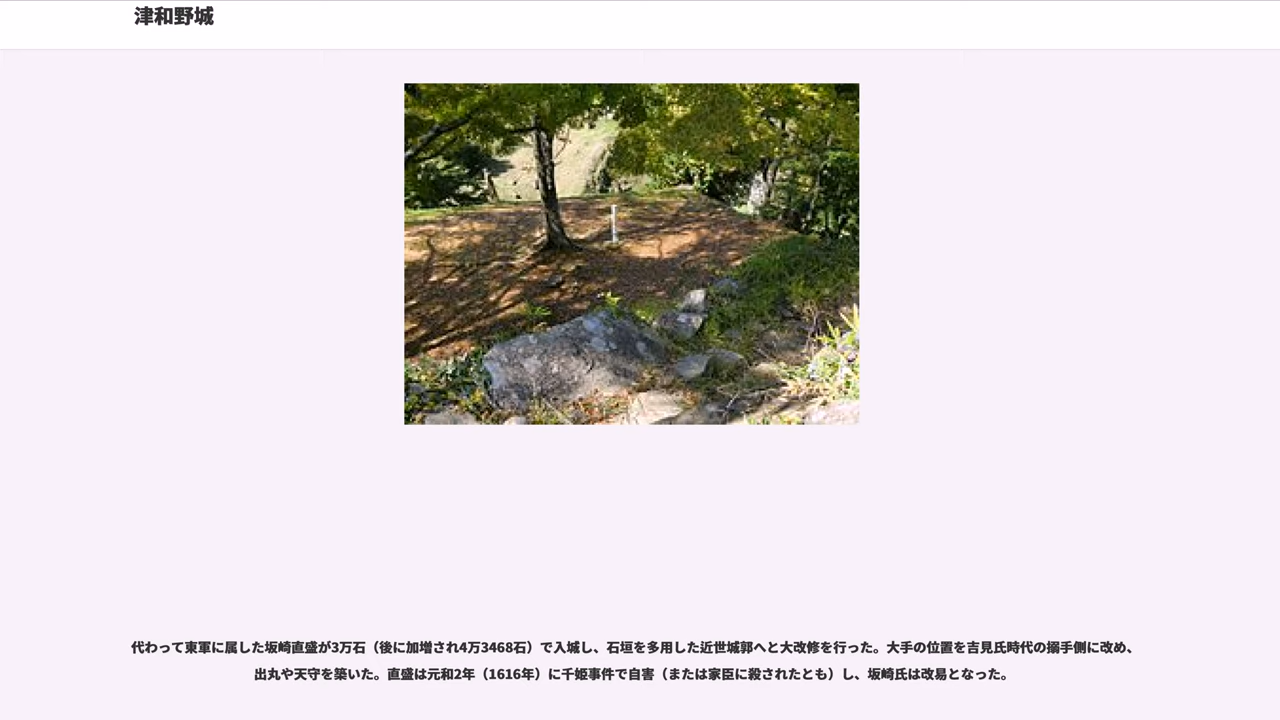 津和野城
代わって東軍に属した坂崎直盛が3万石（後に加増され4万3468石）で入城し、石垣を多用した近世城郭へと大改修を行った。大手の位置を吉見氏時代の搦手側に改め、
出丸や天守を築いた。直盛は元和2年（1616年）に千姫事件で自害（または家臣に殺されたとも）し、坂崎氏は改易となった。